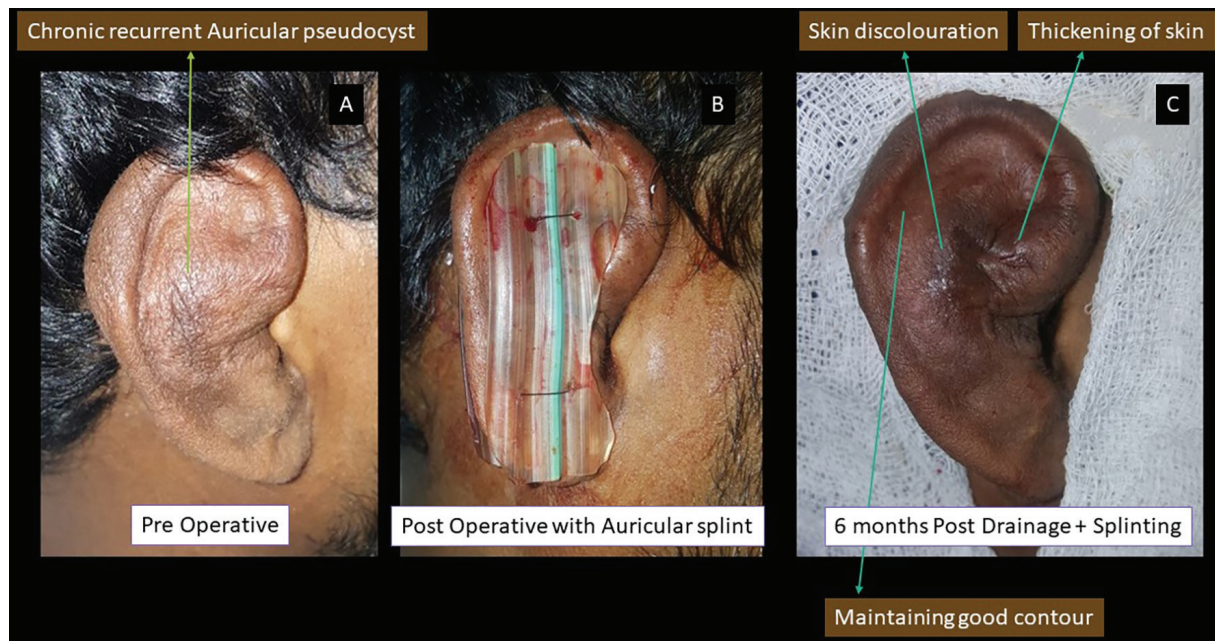 Chronic recurrent Auricular pseudocyst
Skin discolouration
Thickening of skin
A
B
C
Pre Operative
Post Operative with Auricular splint
6 months Post Drainage + Splinting
Maintaining good contour